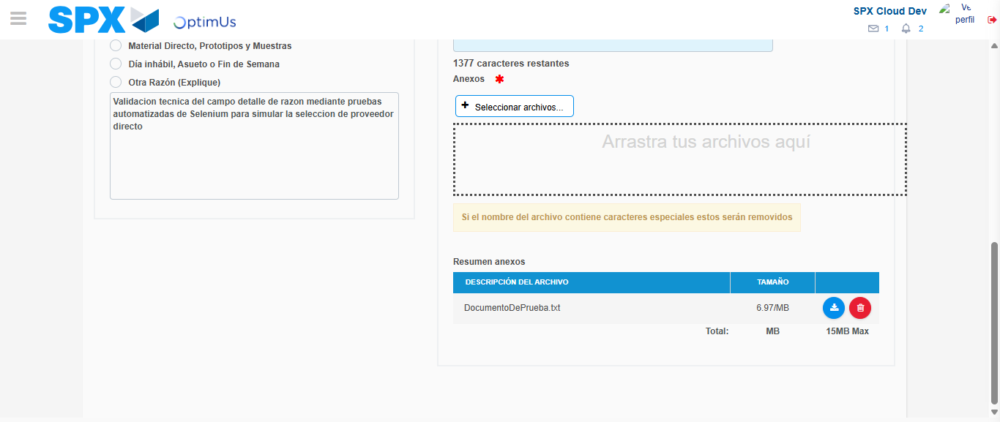 SPX
OptimUs
SPX Cloud Dev
1
2
Ve
perfil
Material Directo, Prototipos y Muestras
Día inhábil, Asueto o Fin de Semana
Otra Razón (Explique)
Validacion tecnica del campo detalle de razon mediante pruebas
automatizadas de Selenium para simular la seleccion de proveedor
directo
1377 caracteres restantes
Anexos *
+ Seleccionar archivos...
Arrastra tus archivos aquí
Si el nombre del archivo contiene caracteres especiales estos serán removidos
Resumen anexos
DESCRIPCIÓN DEL ARCHIVO TAMAÑO
DocumentoDePrueba.txt 6.97/MB
Total: MB 15MB Max